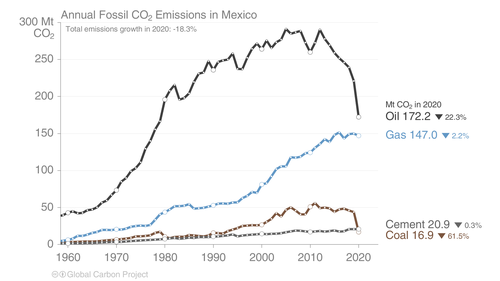 Annual Fossil CO₂ Emissions in Mexico
Total emissions growth in 2020: -18.3%
300 Mt
CO₂
250
200
150
100
50
0
1960
1970
1980
1990
2000
2010
2020
Mt CO₂ in 2020
Oil 172.2 ▼ 22.3%
Gas 147.0 ▼ 2.2%
Cement 20.9 ▼ 0.3%
Coal 16.9 ▼ 61.5%
Global Carbon Project